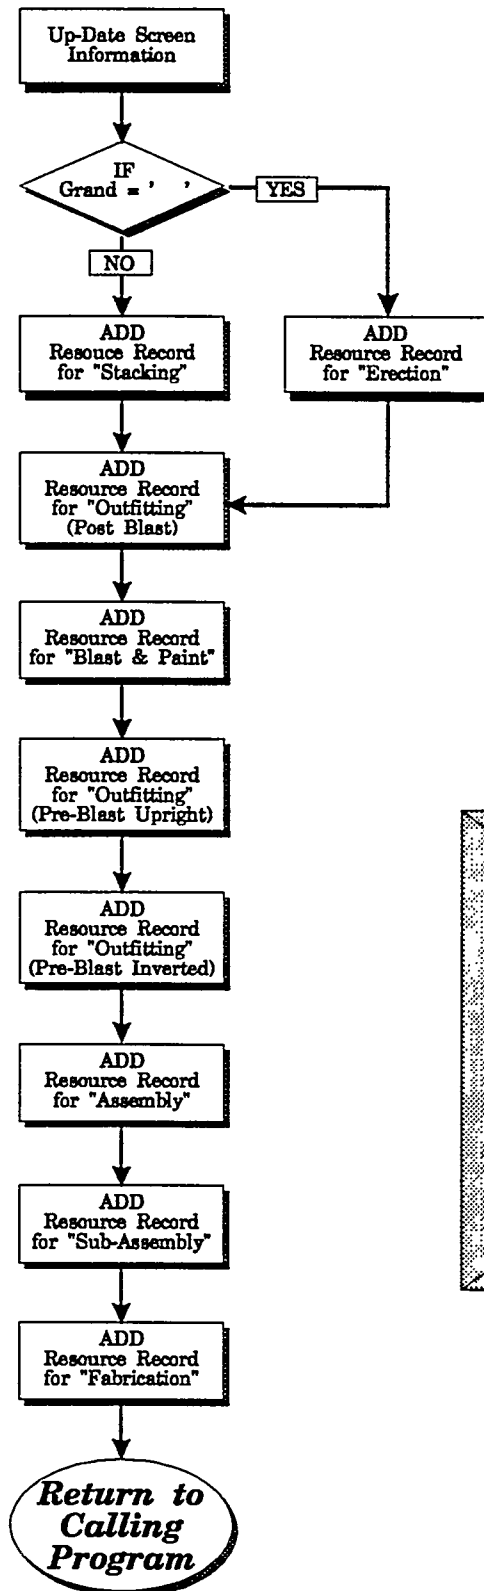 Up-Date Screen
Information
IF
Grand = '   '
YES
NO
ADD
Resouce Record
for "Stacking"
ADD
Resource Record
for "Erection"
ADD
Resource Record
for "Outfitting"
(Post Blast)
ADD
Resource Record
for "Blast & Paint"
ADD
Resource Record
for "Outfitting"
(Pre-Blast Upright)
ADD
Resource Record
for "Outfitting"
(Pre-Blast Inverted)
ADD
Resource Record
for "Assembly"
ADD
Resource Record
for "Sub-Assembly"
ADD
Resource Record
for "Fabrication"
Return to
Calling
Program